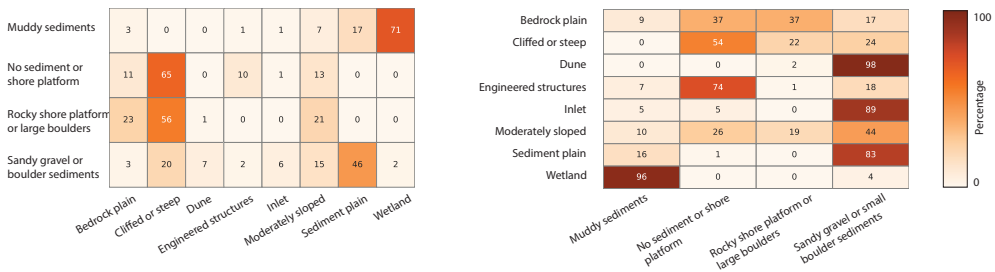 Muddy sediments 3 0 0 1 1 7 17 71
No sediment or
shore platform 11 65 0 10 1 13 0 0
Rocky shore platform
or large boulders 23 56 1 0 0 21 0 0
Sandy gravel or
boulder sediments 3 20 7 2 6 15 46 2
Bedrock plain
Cliffed or steep
Dune
Engineered structures
Inlet
Moderately sloped
Sediment plain
Wetland
Bedrock plain 9 37 37 17
Cliffed or steep 0 54 22 24
Dune 0 0 2 98
Engineered structures 7 74 1 18
Inlet 5 5 0 89
Moderately sloped 10 26 19 44
Sediment plain 16 1 0 83
Wetland 96 0 0 4
Muddy sediments
No sediment or shore
platform
Rocky shore platform or
large boulders
Sandy gravel or small
boulder sediments
100
Percentage
0